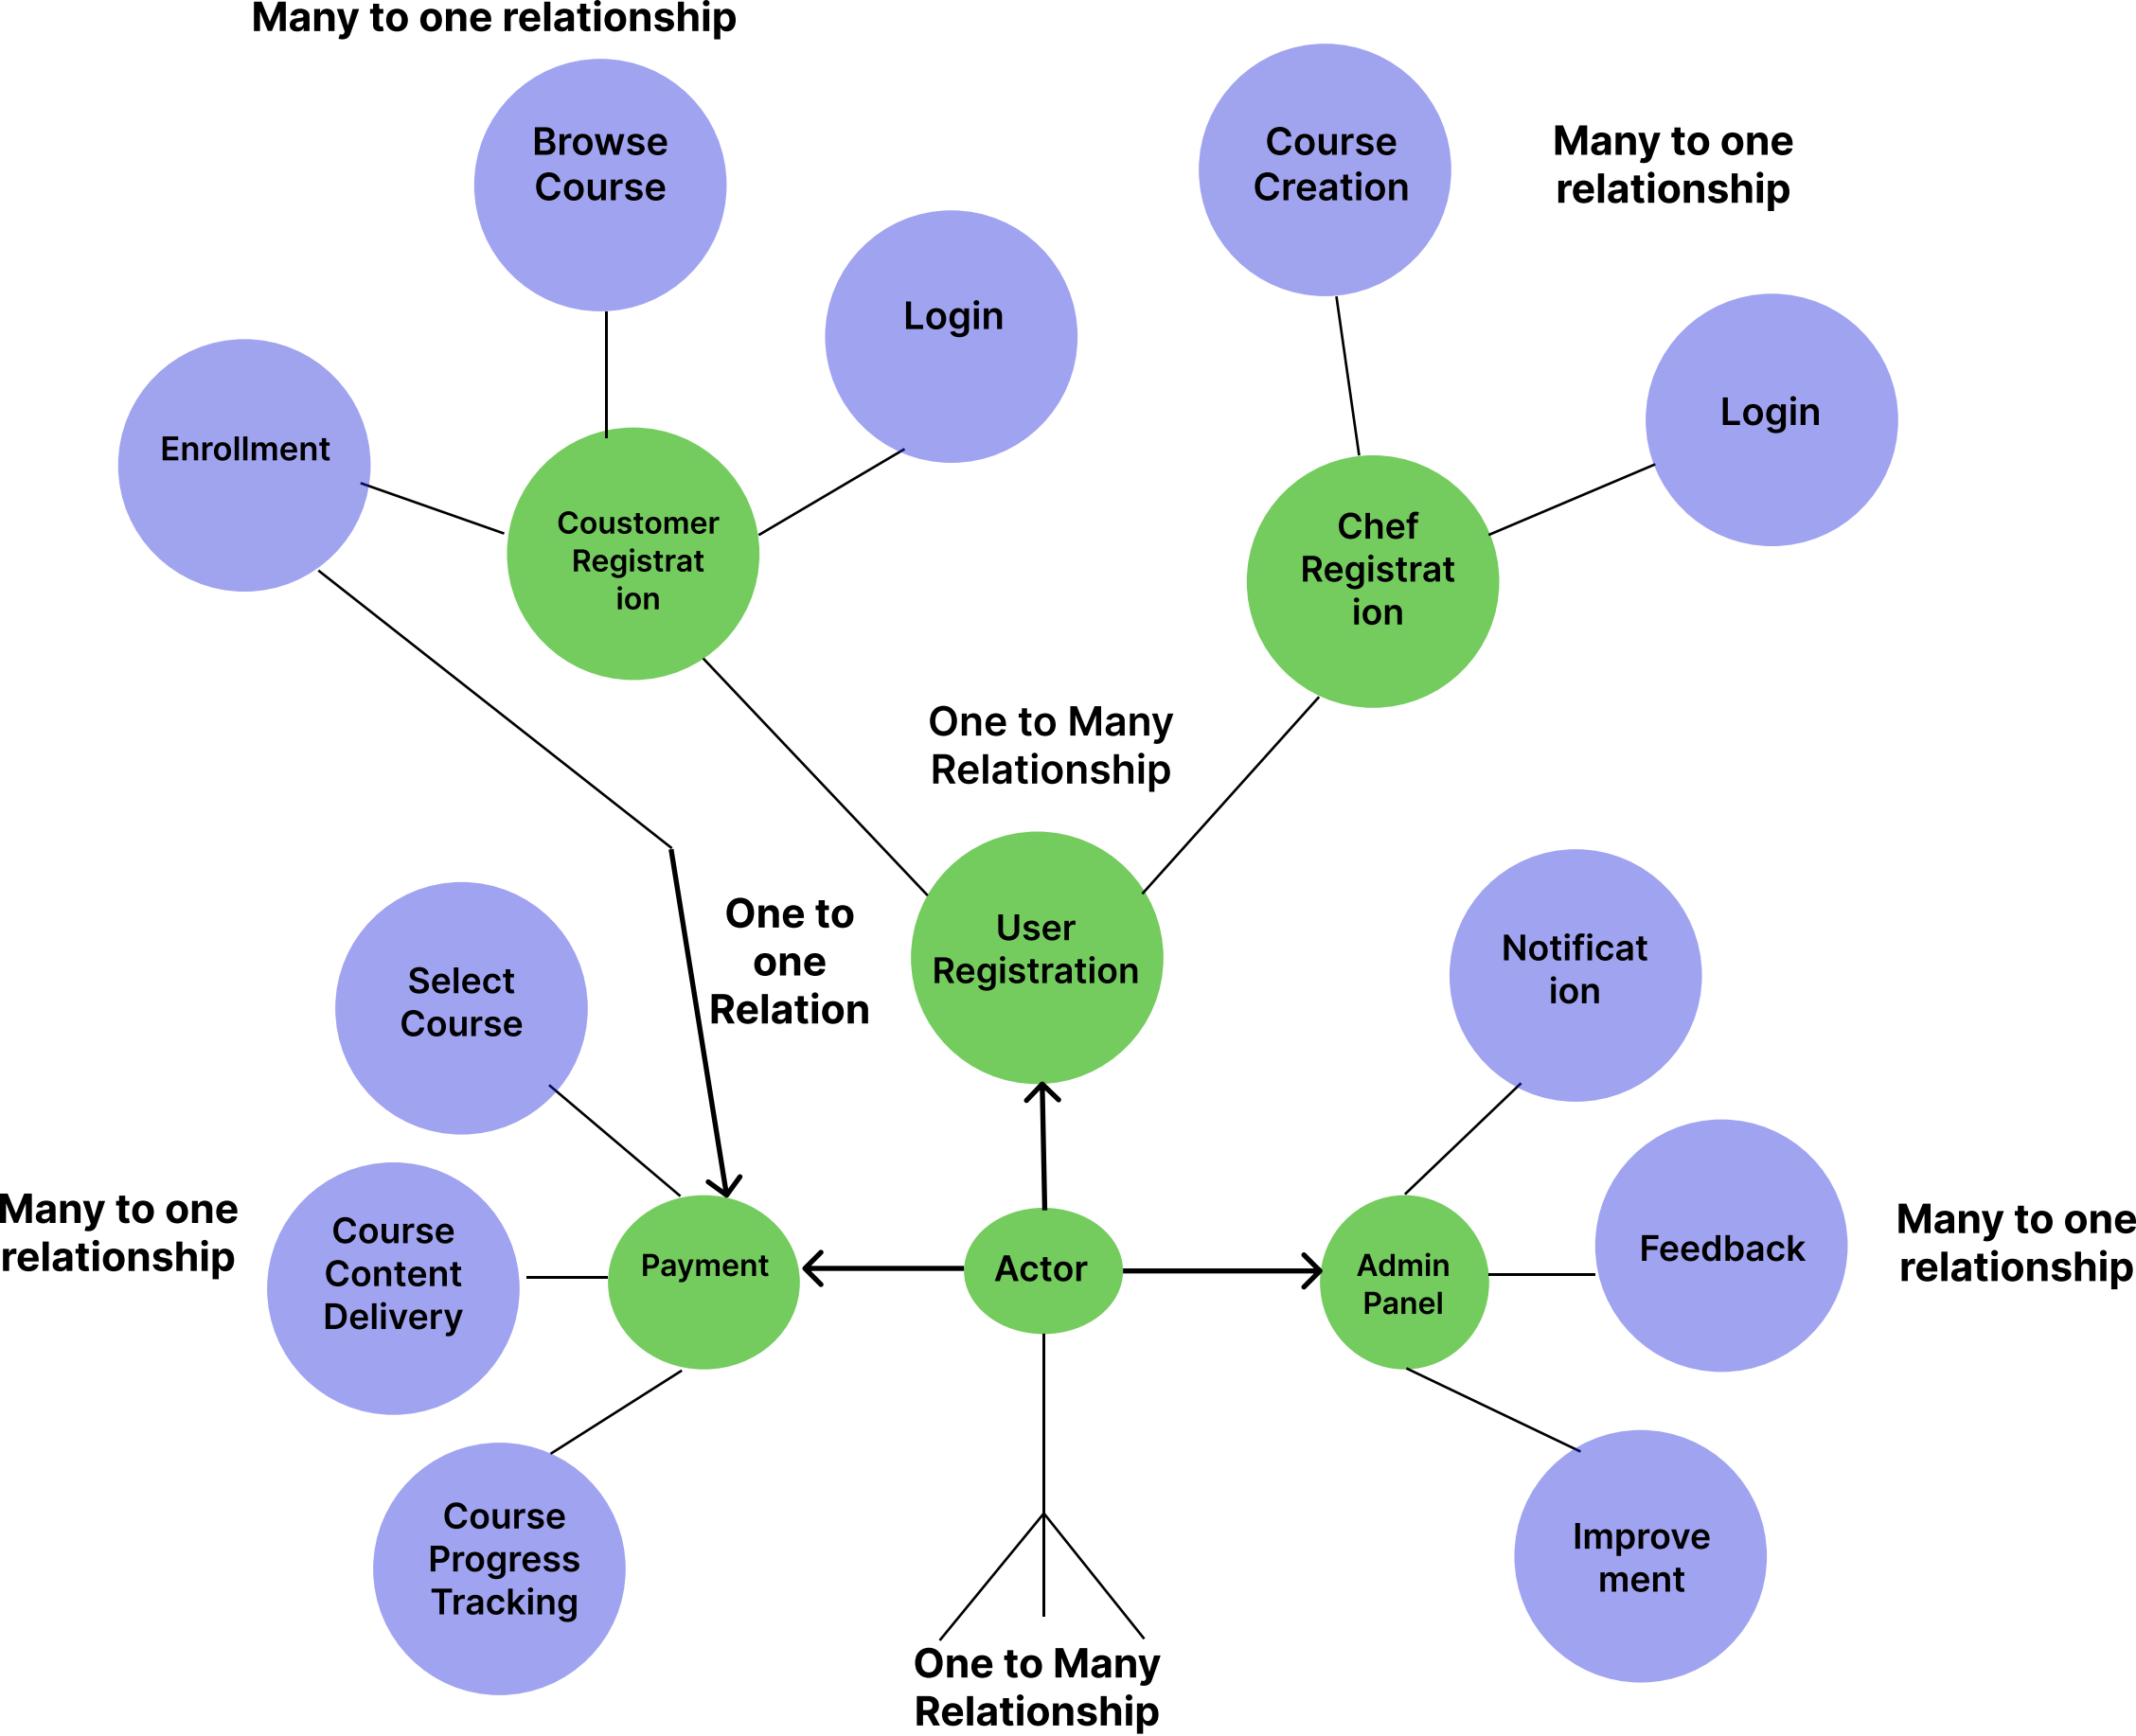 Many to one relationship
Browse
Course
Course
Creation
Many to one
relationship
Login
Login
Enrollment
Coustomer
Registrat
ion
Chef
Registrat
ion
One to Many
Relationship
One to
one
Relation
User
Registration
Notificat
ion
Select
Course
Many to one
relationship
Course
Content
Delivery
Payment
Actor
Admin
Panel
Feedback
Many to one
relationship
Course
Progress
Tracking
Improve
ment
One to Many
Relationship